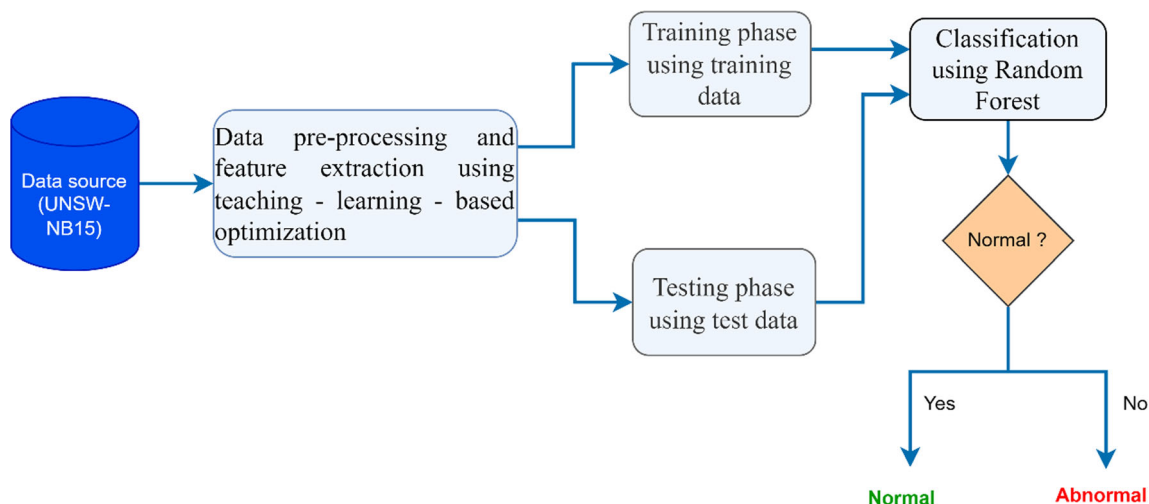 Data source
(UNSW-
NB15)
Data pre-processing and
feature extraction using
teaching - learning - based
optimization
Training phase
using training
data
Testing phase
using test data
Classification
using Random
Forest
Normal ?
Yes
No
Normal
Abnormal